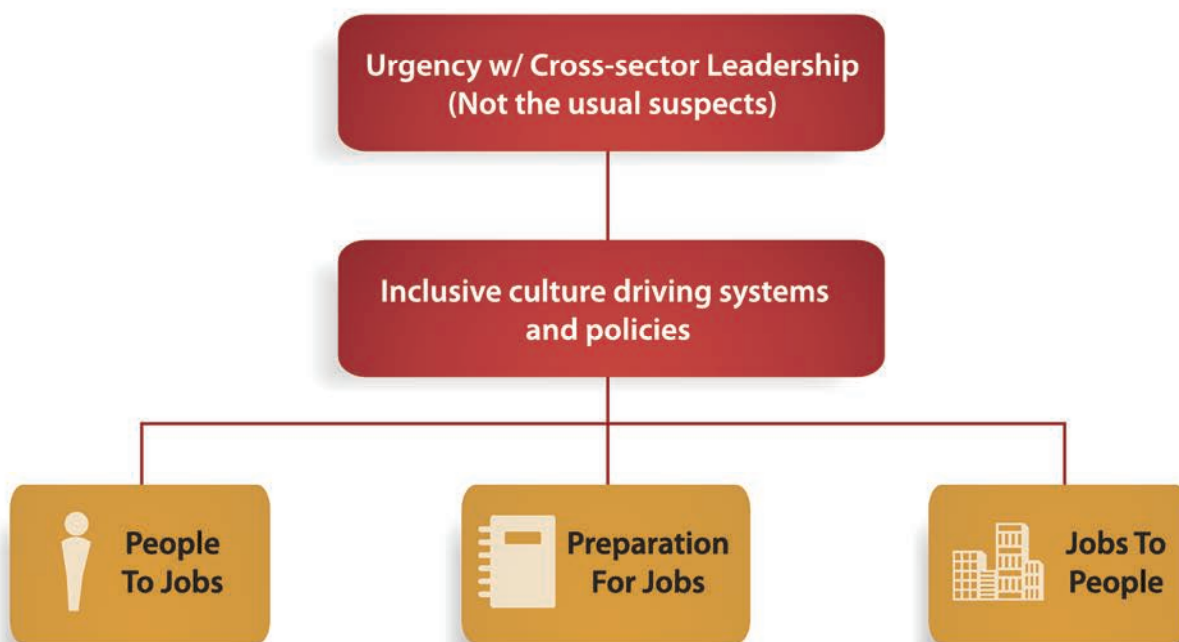 Urgency w/ Cross-sector Leadership
(Not the usual suspects)
Inclusive culture driving systems
and policies
People
To Jobs
Preparation
For Jobs
Jobs To
People